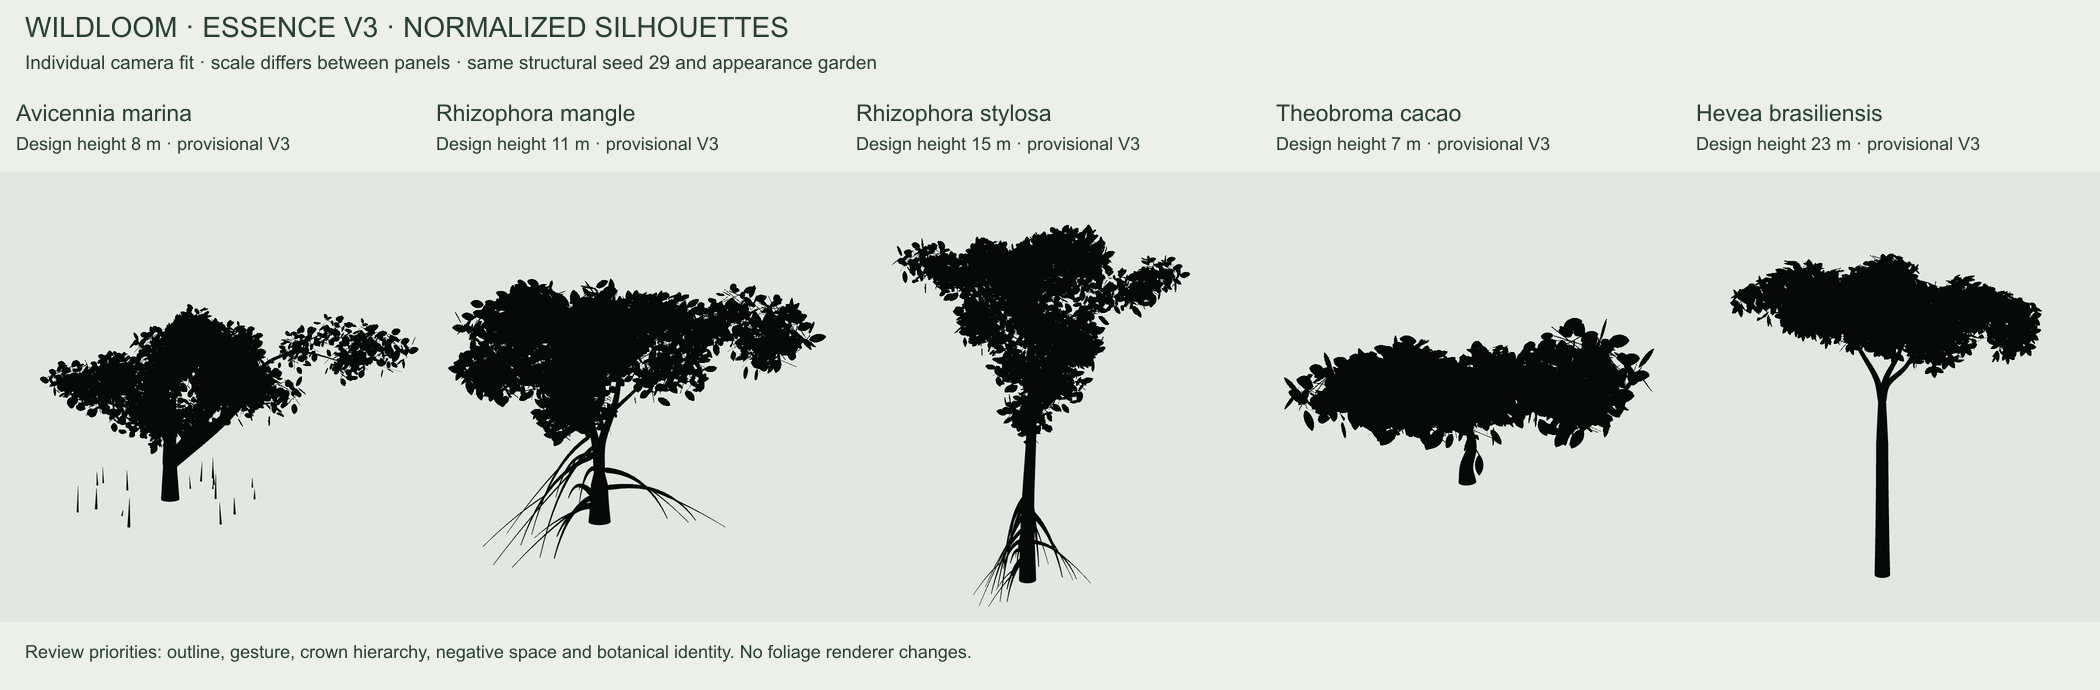 WILDLOOM · ESSENCE V3 · NORMALIZED SILHOUETTES
Individual camera fit · scale differs between panels · same structural seed 29 and appearance garden
Avicennia marina
Design height 8 m · provisional V3
Rhizophora mangle
Design height 11 m · provisional V3
Rhizophora stylosa
Design height 15 m · provisional V3
Theobroma cacao
Design height 7 m · provisional V3
Hevea brasiliensis
Design height 23 m · provisional V3
Review priorities: outline, gesture, crown hierarchy, negative space and botanical identity. No foliage renderer changes.